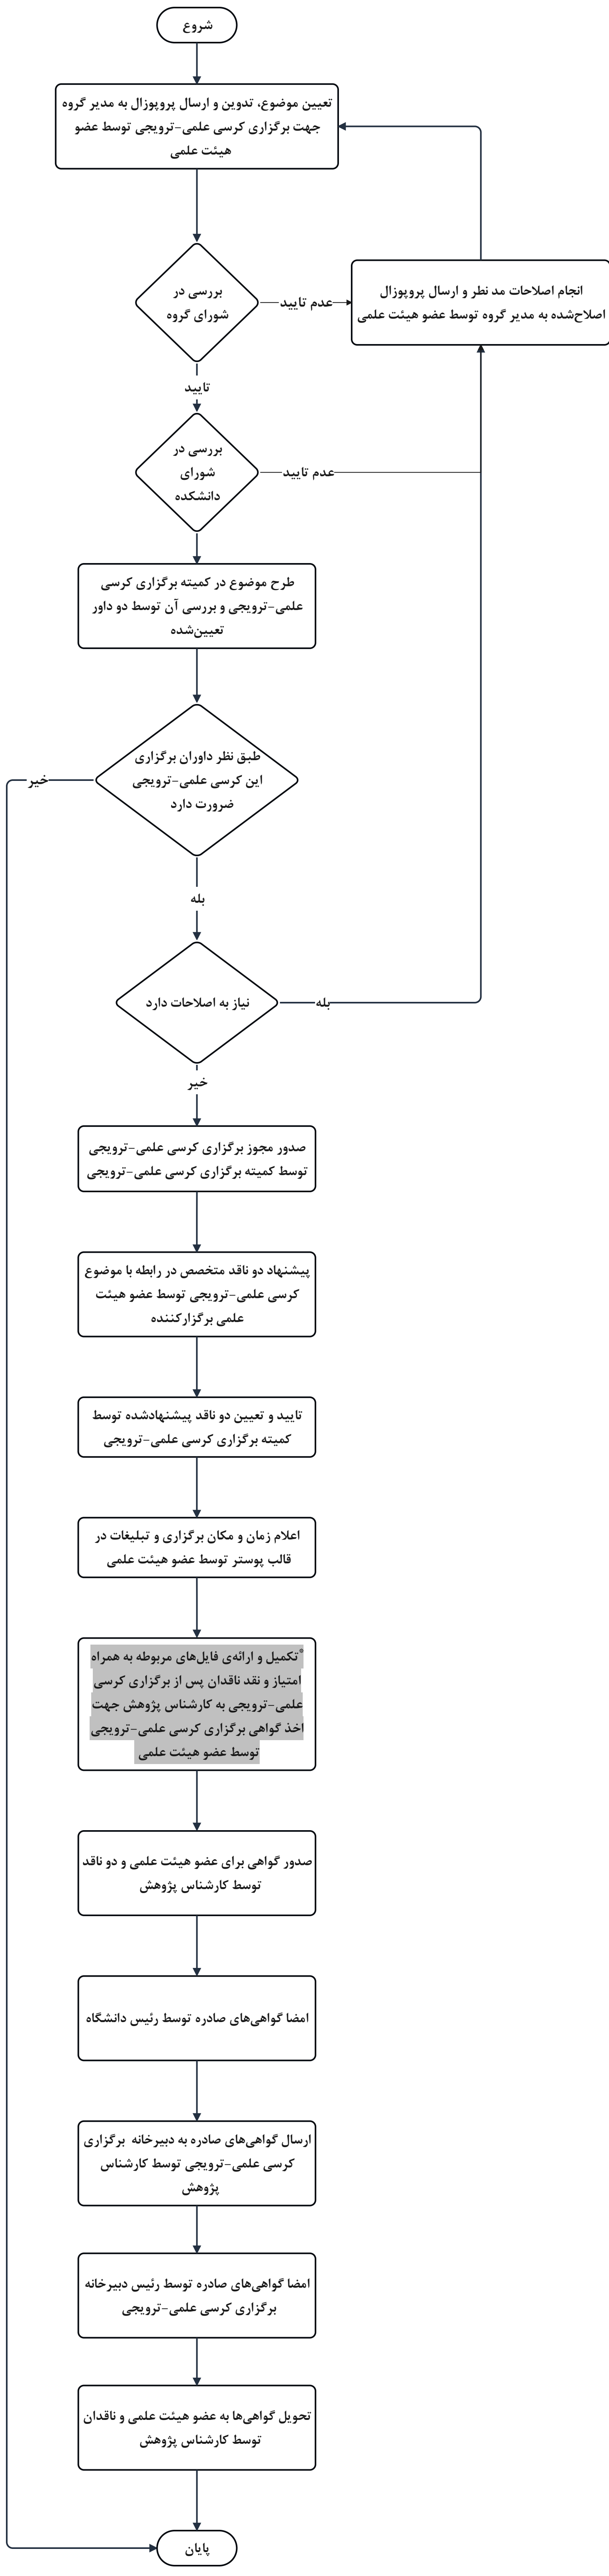 شروع
تعیین موضوع، تدوین و ارسال پروپوزال به مدیر گروه
جهت برگزاری کرسی علمی-ترویجی توسط عضو
هیئت علمی
بررسی در
شورای گروه
عدم تایید
انجام اصلاحات مد نظر و ارسال پروپوزال
اصلاح‌شده به مدیر گروه توسط عضو هیئت علمی
تایید
بررسی در
شورای
دانشکده
عدم تایید
طرح موضوع در کمیته برگزاری کرسی
علمی-ترویجی و بررسی آن توسط دو داور
تعیین‌شده
طبق نظر داوران برگزاری
این کرسی علمی-ترویجی
ضرورت دارد
خیر
بله
نیاز به اصلاحات دارد
بله
خیر
صدور مجوز برگزاری کرسی علمی-ترویجی
توسط کمیته برگزاری کرسی علمی-ترویجی
پیشنهاد دو ناقد متخصص در رابطه با موضوع
کرسی علمی-ترویجی توسط عضو هیئت
علمی برگزارکننده
تایید و تعیین دو ناقد پیشنهادشده توسط
کمیته برگزاری کرسی علمی-ترویجی
اعلام زمان و مکان برگزاری و تبلیغات در
قالب پوستر توسط عضو هیئت علمی
*تکمیل و ارائه‌ی فایل‌های مربوطه به همراه
امتیاز و نقد ناقدان پس از برگزاری کرسی
علمی-ترویجی به کارشناس پژوهش جهت
اخذ گواهی برگزاری کرسی علمی-ترویجی
توسط عضو هیئت علمی
صدور گواهی برای عضو هیئت علمی و دو ناقد
توسط کارشناس پژوهش
امضا گواهی‌های صادره توسط رئیس دانشگاه
ارسال گواهی‌های صادره به دبیرخانه برگزاری
کرسی علمی-ترویجی توسط کارشناس
پژوهش
امضا گواهی‌های صادره توسط رئیس دبیرخانه
برگزاری کرسی علمی-ترویجی
تحویل گواهی‌ها به عضو هیئت علمی و ناقدان
توسط کارشناس پژوهش
پایان